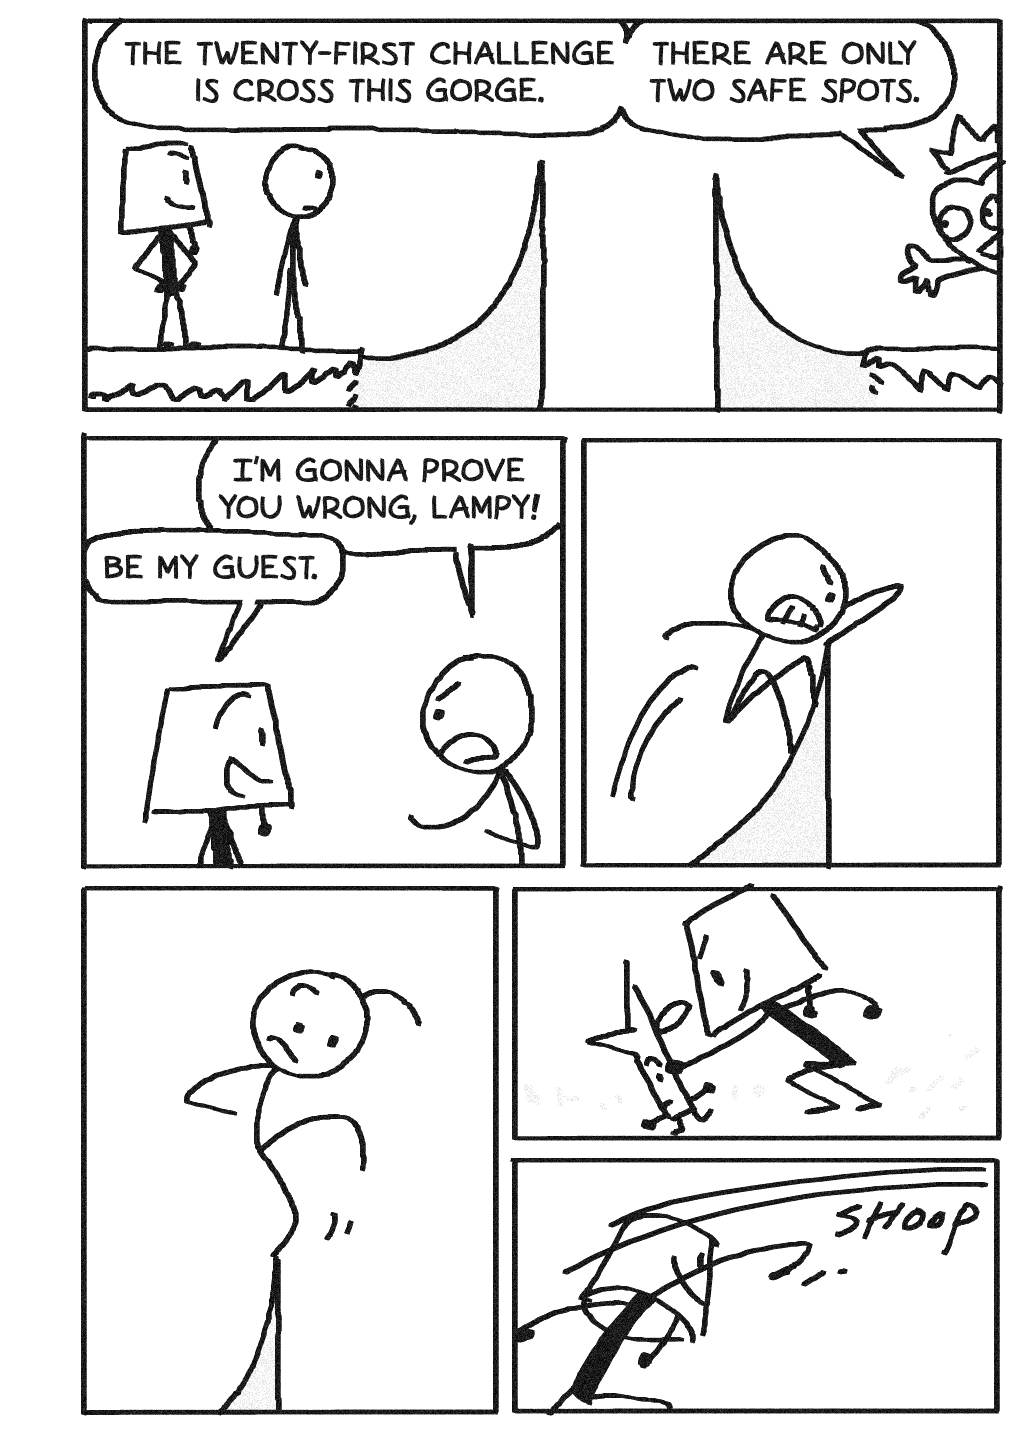 THE TWENTY-FIRST CHALLENGE
IS CROSS THIS GORGE.
THERE ARE ONLY
TWO SAFE SPOTS.
I'M GONNA PROVE
YOU WRONG, LAMPY!
BE MY GUEST.
SHOOP